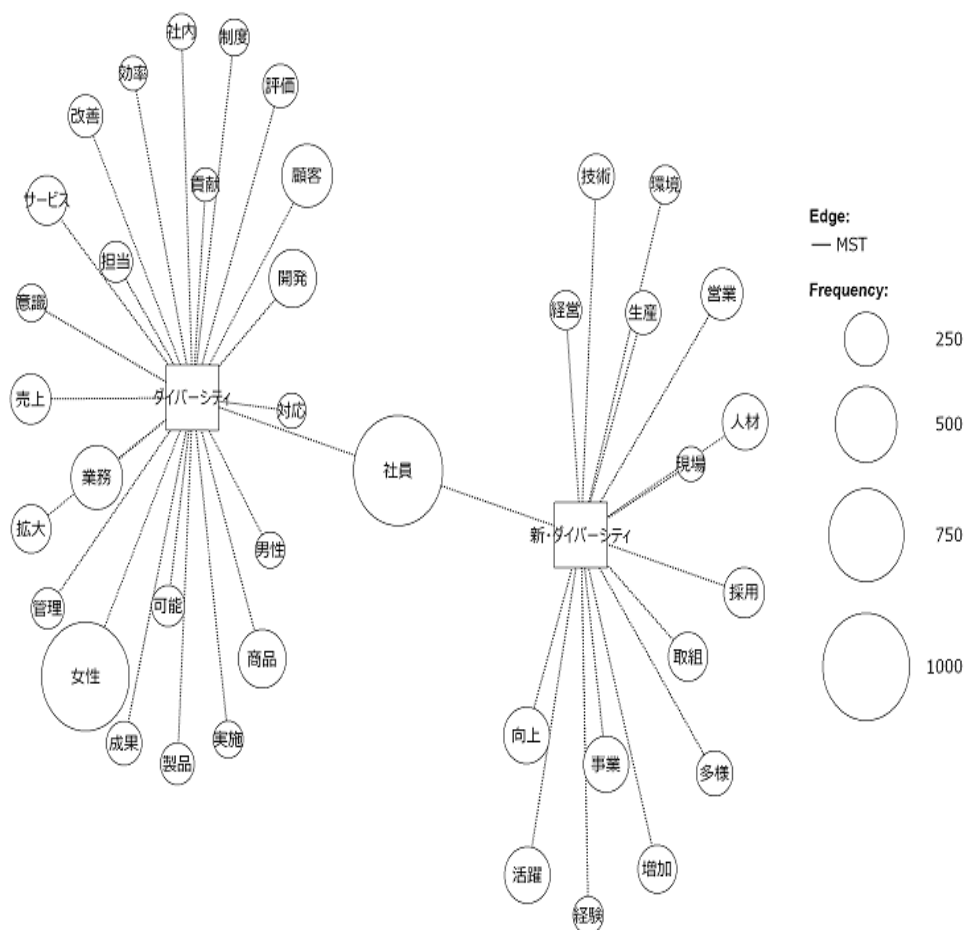 社内
制度
効率
評価
改善
貢献
顧客
サービス
担当
開発
意識
売上
ダイバーシティ
対応
業務
拡大
管理
可能
男性
女性
商品
成果
製品
実施
社員
技術
環境
経営
生産
営業
人材
現場
新・ダイバーシティ
採用
取組
向上
事業
多様
活躍
増加
経験
Edge:
MST
Frequency:
250
500
750
1000